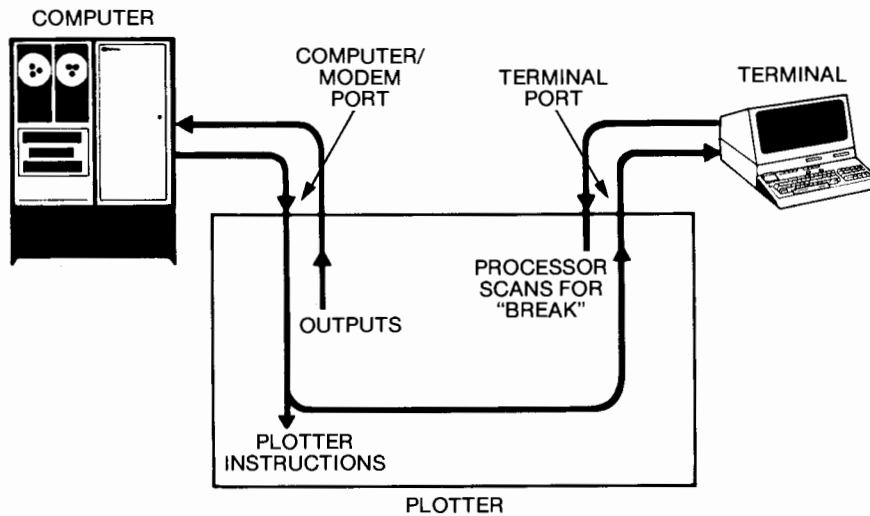 COMPUTER
COMPUTER/
MODEM
PORT
TERMINAL
PORT
TERMINAL
PROCESSOR
SCANS FOR
"BREAK"
OUTPUTS
PLOTTER
INSTRUCTIONS
PLOTTER